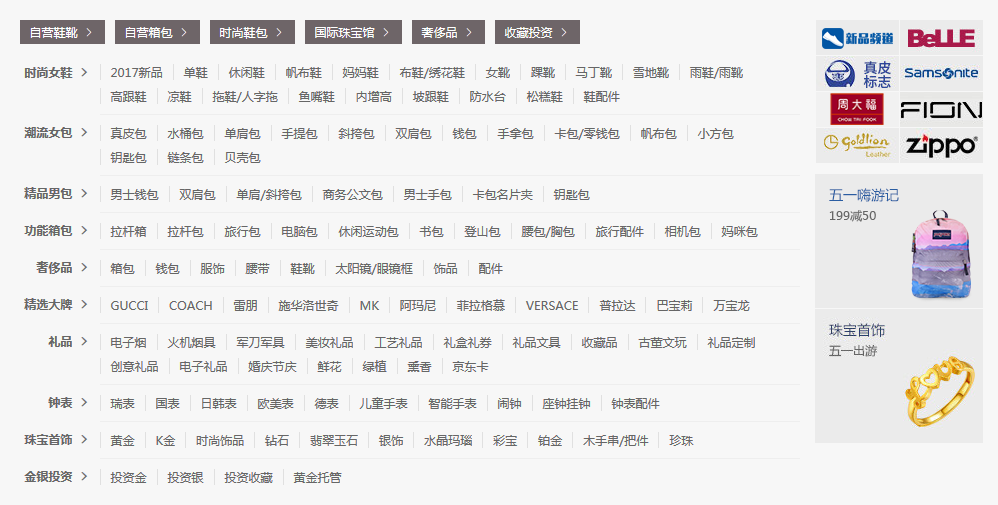 自营鞋靴 > 自营箱包 > 时尚鞋包 > 国际珠宝馆 > 奢侈品 > 收藏投资 >
时尚女鞋 > 2017新品 单鞋 休闲鞋 帆布鞋 妈妈鞋 布鞋/绣花鞋 女靴 踝靴 马丁靴 雪地靴 雨鞋/雨靴
高跟鞋 凉鞋 拖鞋/人字拖 鱼嘴鞋 内增高 坡跟鞋 防水台 松糕鞋 鞋配件
潮流女包 > 真皮包 水桶包 单肩包 手提包 斜挎包 双肩包 钱包 手拿包 卡包/零钱包 帆布包 小方包
钥匙包 链条包 贝壳包
精品男包 > 男士钱包 双肩包 单肩/斜挎包 商务公文包 男士手包 卡包名片夹 钥匙包
功能箱包 > 拉杆箱 拉杆包 旅行包 电脑包 休闲运动包 书包 登山包 腰包/胸包 旅行配件 相机包 妈咪包
奢侈品 > 箱包 钱包 服饰 腰带 鞋靴 太阳镜/眼镜框 饰品 配件
精选大牌 > GUCCI COACH 雷朋 施华洛世奇 MK 阿玛尼 菲拉格慕 VERSACE 普拉达 巴宝莉 万宝龙
礼品 > 电子烟 火机烟具 军刀军具 美妆礼品 工艺礼品 礼盒礼券 礼品文具 收藏品 古董文玩 礼品定制
创意礼品 电子礼品 婚庆节庆 鲜花 绿植 熏香 京东卡
钟表 > 瑞表 国表 日韩表 欧美表 德表 儿童手表 智能手表 闹钟 座钟挂钟 钟表配件
珠宝首饰 > 黄金 K金 时尚饰品 钻石 翡翠玉石 银饰 水晶玛瑙 彩宝 铂金 木手串/把件 珍珠
金银投资 > 投资金 投资银 投资收藏 黄金托管
新品频道 BeLLE
真皮标志 Samsonite
周大福 CHOW TAI FOOK FION
Goldlion Leather Zippo
五一嗨游记
199减50
珠宝首饰
五一出游